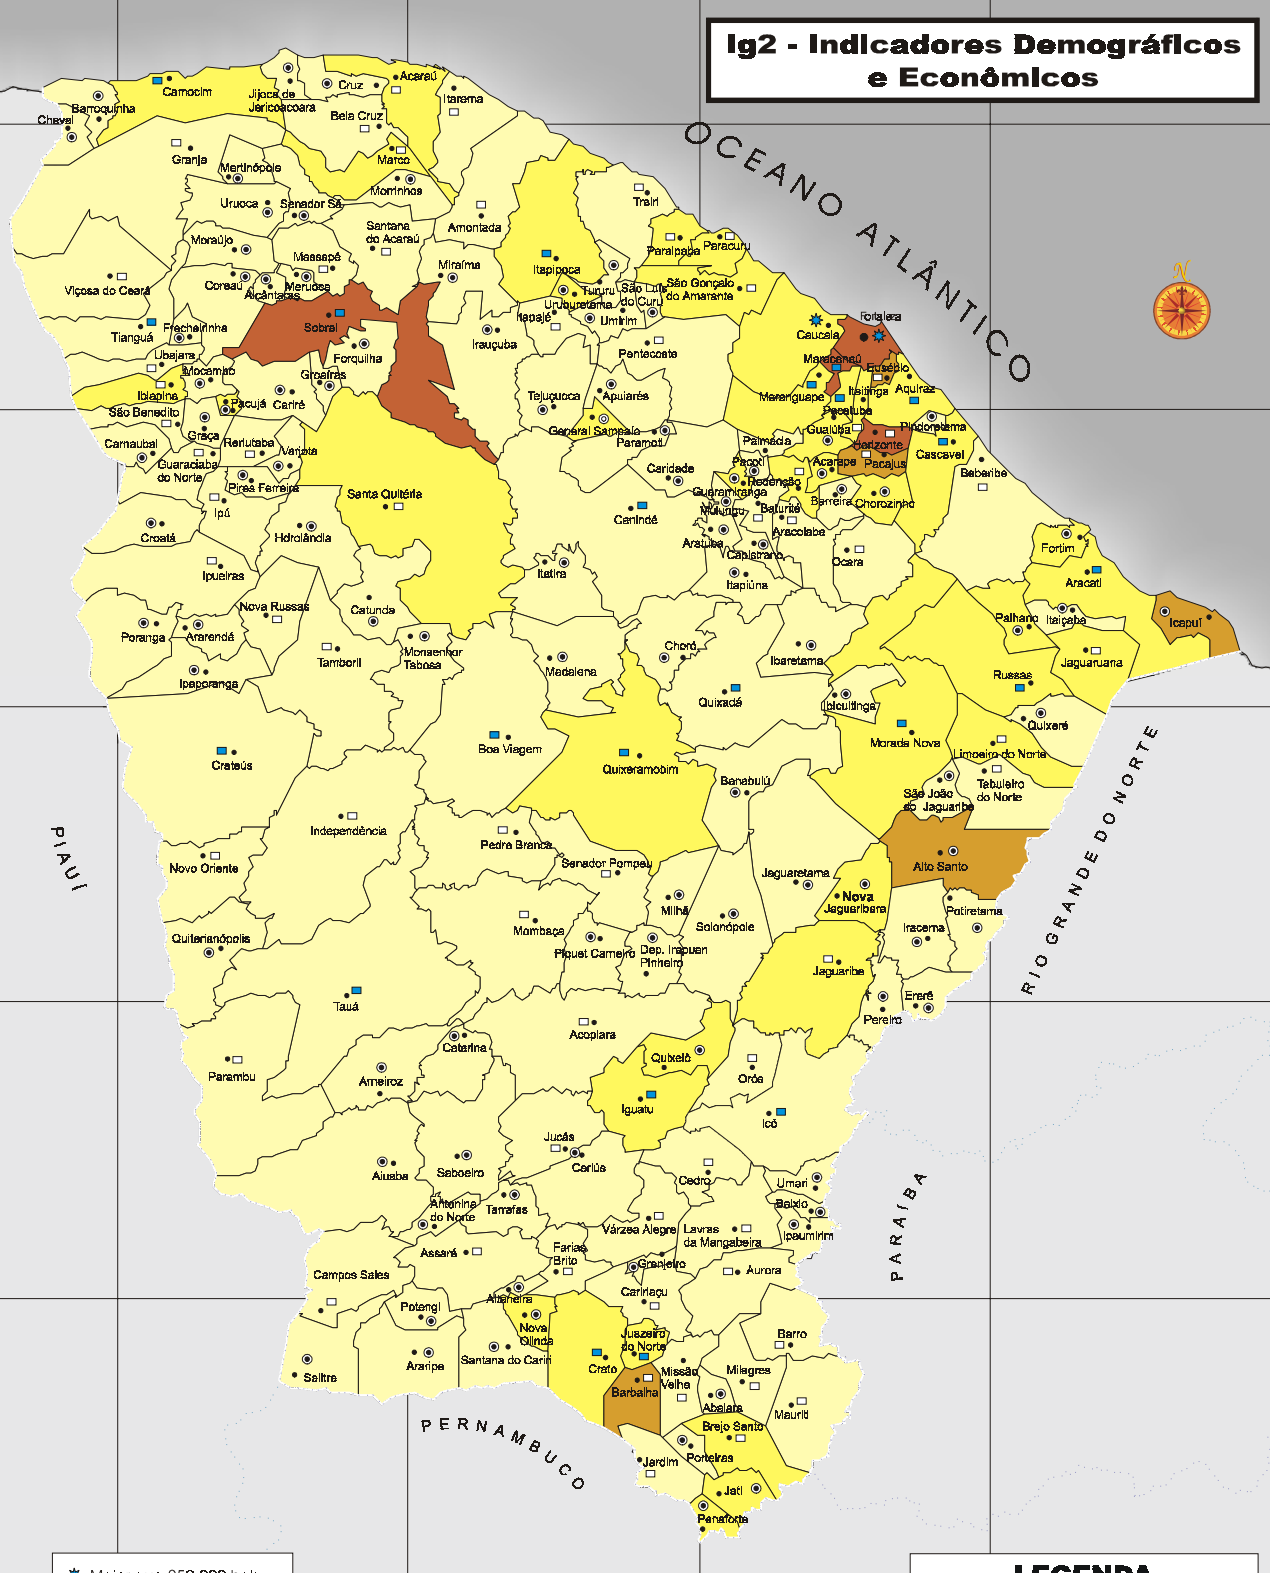 Ig2 - Indicadores Demográficos
e Econômicos
OCEANO ATLÂNTICO
N
Camocim
Jijoca de
Jericoacoara
Cruz
Acaraú
Itarema
Barroquinha
Chaval
Bela Cruz
Granja
Martinópole
Marco
Morrinhos
Uruoca
Senador Sá
Trairi
Amontada
Santana
do Acaraú
Moraújo
Massapê
Paraipaba
Paracuru
Miraíma
Itapipoca
Viçosa do Ceará
Coreaú
Alcântaras
Meruoca
Tururu
São Luís
do Curu
São Gonçalo
do Amarante
Uruburetama
Itapajé
Umirim
Fortaleza
Tianguá
Frecheirinha
Sobral
Irauçuba
Caucaia
Ubajara
Forquilha
Pentecoste
Maracanaú
Mocambo
Groaíras
Eusébio
Ibiapina
Pacujá
Cariré
Tejuçuoca
Apuiarés
Maranguape
Itaitinga
Aquiraz
São Benedito
Pacatuba
General Sampaio
Guaiúba
Pindoretama
Graça
Carnaubal
Reriutaba
Varjota
Paramoti
Palmácia
Horizonte
Cascavel
Guaraciaba
do Norte
Pacoti
Acarape
Pacajus
Caridade
Beberibe
Pires Ferreira
Santa Quitéria
Redenção
Guaramiranga
Barreira
Chorozinho
Ipú
Canindé
Mulungu
Baturité
Croatá
Hdrolândia
Aratuba
Aracoiaba
Capistrano
Fortim
Ocara
Ipueiras
Itatira
Itapiúna
Aracati
Nova Russas
Catunda
Palhano
Itaiçaba
Icapuí
Poranga
Ararendá
Tamboril
Monsenhor
Tabosa
Choró
Ibaretama
Jaguaruana
Madalena
Russas
Ipaporanga
Quixadá
Ibicuitinga
Quixeré
Crateús
Boa Viagem
Quixeramobim
Morada Nova
Limoeiro do Norte
Banabuiú
São João
do Jaguaribe
Tabuleiro
do Norte
Independência
PIAUÍ
RIO GRANDE DO NORTE
Pedra Branca
Senador Pompeu
Novo Oriente
Alto Santo
Jaguaretama
Nova
Jaguaribara
Milhã
Potiretama
Mombaça
Solonópole
Iracema
Quiterianópolis
Piquet Carneiro
Dep. Irapuan
Pinheiro
Jaguaribe
Tauá
Ererê
Pereiro
Acopiara
Catarina
Quixelô
Parambu
Arneiroz
Orós
Iguatu
Icó
Jucás
Cariús
Aiuaba
Saboeiro
Cedro
Umari
PARAIBA
Antonina
do Norte
Tarrafas
Baixio
Várzea Alegre
Lavras
da Mangabeira
Ipaumirim
Assaré
Farias
Brito
Granjeiro
Aurora
Campos Sales
Altaneira
Caririaçu
Potengi
Nova
Olinda
Juazeiro
do Norte
Barro
Araripe
Santana do Cariri
Crato
Missão
Velha
Milagres
Salitre
Barbalha
Abaiara
Mauriti
PERNAMBUCO
Brejo Santo
Jardim
Porteiras
Jati
Penaforte
LEGENDA